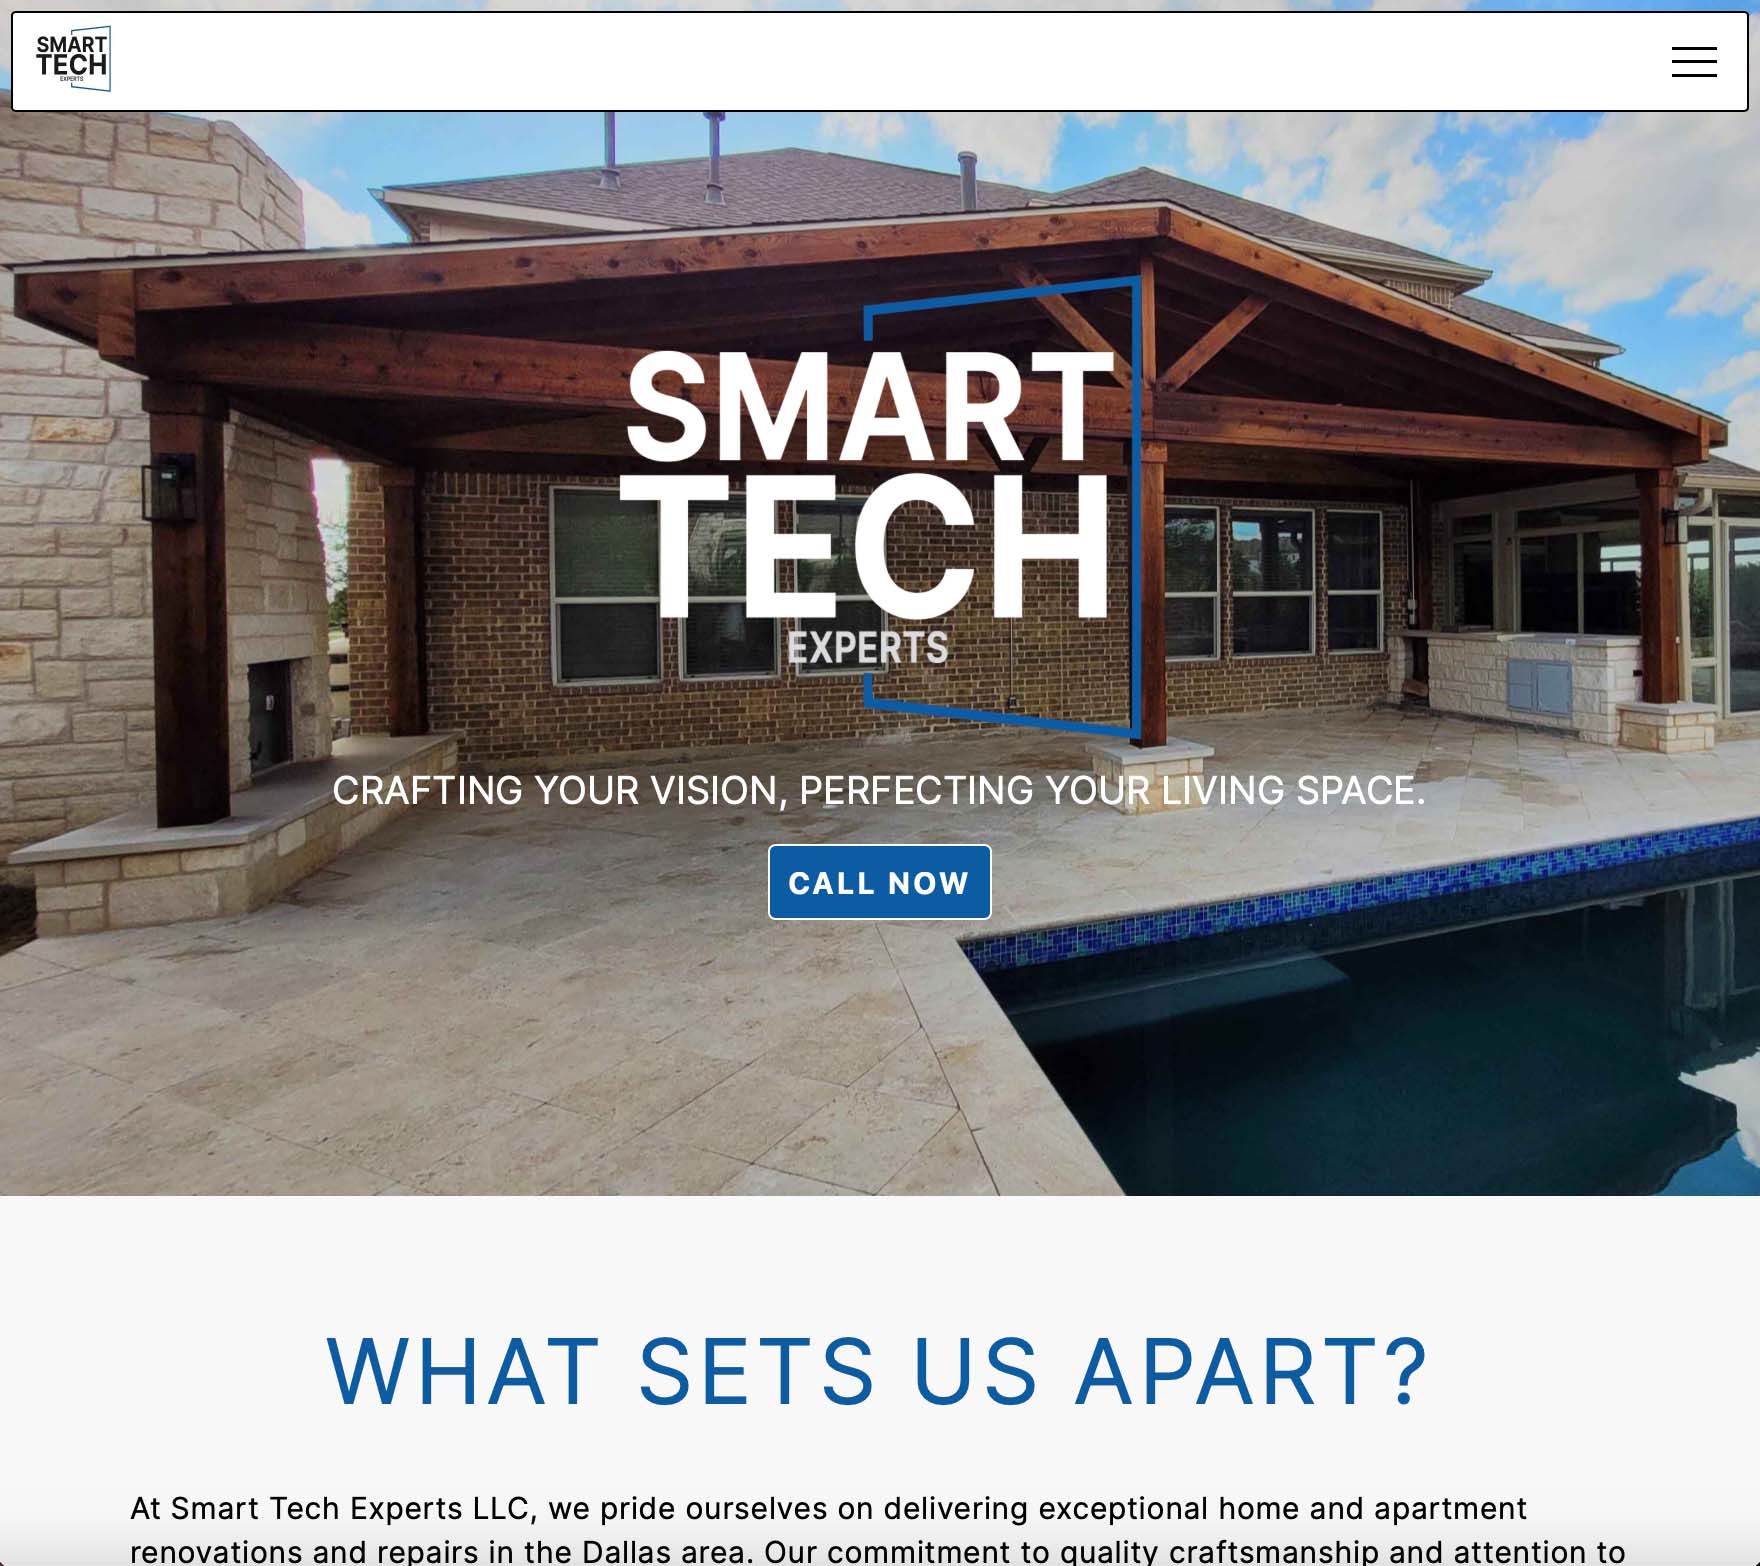 SMART
TECH
EXPERTS
SMART
TECH
EXPERTS
CRAFTING YOUR VISION, PERFECTING YOUR LIVING SPACE.
CALL NOW
WHAT SETS US APART?
At Smart Tech Experts LLC, we pride ourselves on delivering exceptional home and apartment
renovations and repairs in the Dallas area. Our commitment to quality craftsmanship and attention to